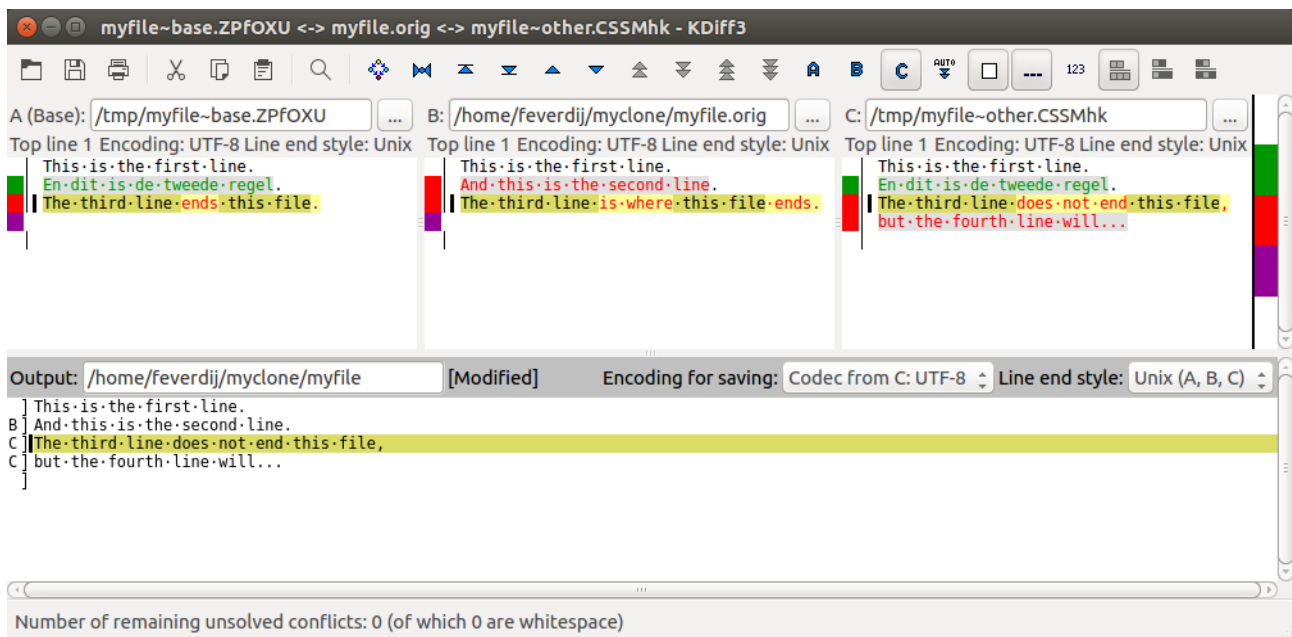 myfile~base.ZPfOXU <-> myfile.orig <-> myfile~other.CSSMhk - KDiff3
A B C AUTO 123
A (Base): /tmp/myfile~base.ZPfOXU ... B: /home/feverdij/myclone/myfile.orig ... C: /tmp/myfile~other.CSSMhk ...
Top line 1 Encoding: UTF-8 Line end style: Unix Top line 1 Encoding: UTF-8 Line end style: Unix Top line 1 Encoding: UTF-8 Line end style: Unix
This·is·the·first·line.
En·dit·is·de·tweede·regel.
The·third·line·ends·this·file.
This·is·the·first·line.
And·this·is·the·second·line.
The·third·line·is·where·this·file·ends.
This·is·the·first·line.
En·dit·is·de·tweede·regel.
The·third·line·does·not·end·this·file,
but·the·fourth·line·will...
Output: /home/feverdij/myclone/myfile [Modified] Encoding for saving: Codec from C: UTF-8 Line end style: Unix (A, B, C)
] This·is·the·first·line.
B ] And·this·is·the·second·line.
C ] The·third·line·does·not·end·this·file,
C ] but·the·fourth·line·will...
]
Number of remaining unsolved conflicts: 0 (of which 0 are whitespace)